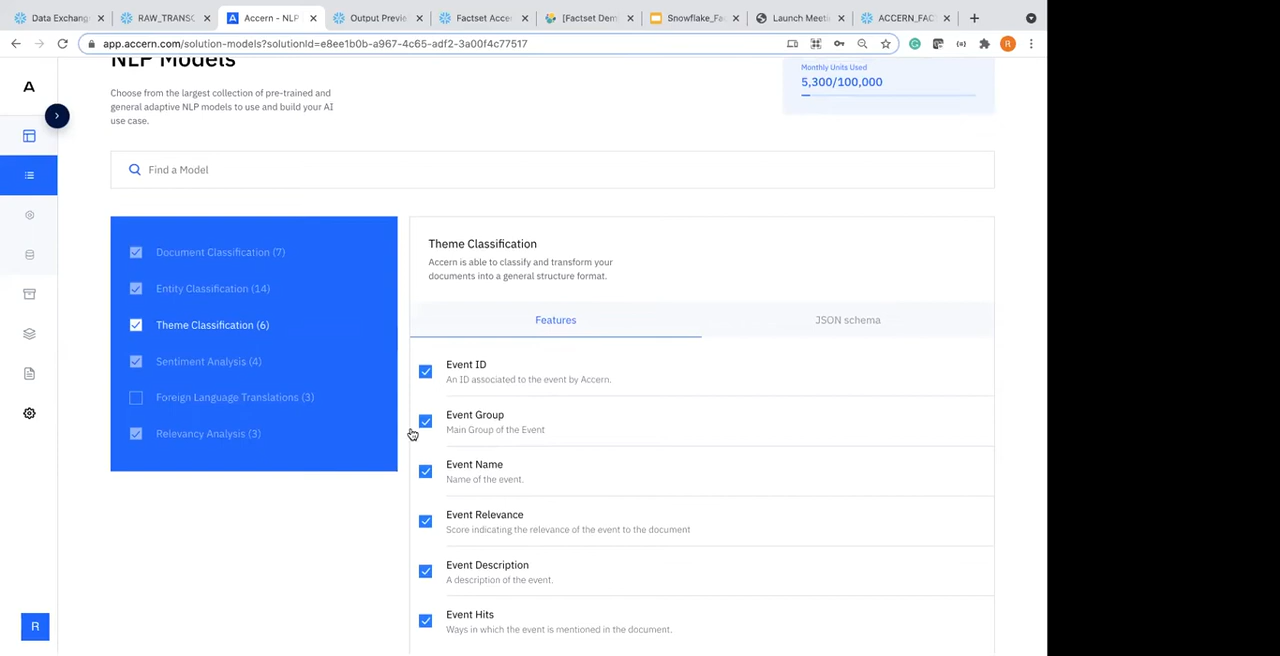 Data Exchang
RAW_TRANSC
Accern - NLP
Output Previe
Factset Acce
[Factset Dem
Snowflake_Fa
Launch Meeti
ACCERN_FAC
app.accern.com/solution-models?solutionId=e8ee1b0b-a967-4c65-adf2-3a00f4c77517
R
A
NLP Models
Choose from the largest collection of pre-trained and
general adaptive NLP models to use and build your AI
use case.
Monthly Units Used
5,300/100,000
Find a Model
Document Classification (7)
Entity Classification (14)
Theme Classification (6)
Sentiment Analysis (4)
Foreign Language Translations (3)
Relevancy Analysis (3)
Theme Classification
Accern is able to classify and transform your
documents into a general structure format.
Features
JSON schema
Event ID
An ID associated to the event by Accern.
Event Group
Main Group of the Event
Event Name
Name of the event.
Event Relevance
Score indicating the relevance of the event to the document
Event Description
A description of the event.
Event Hits
Ways in which the event is mentioned in the document.
R